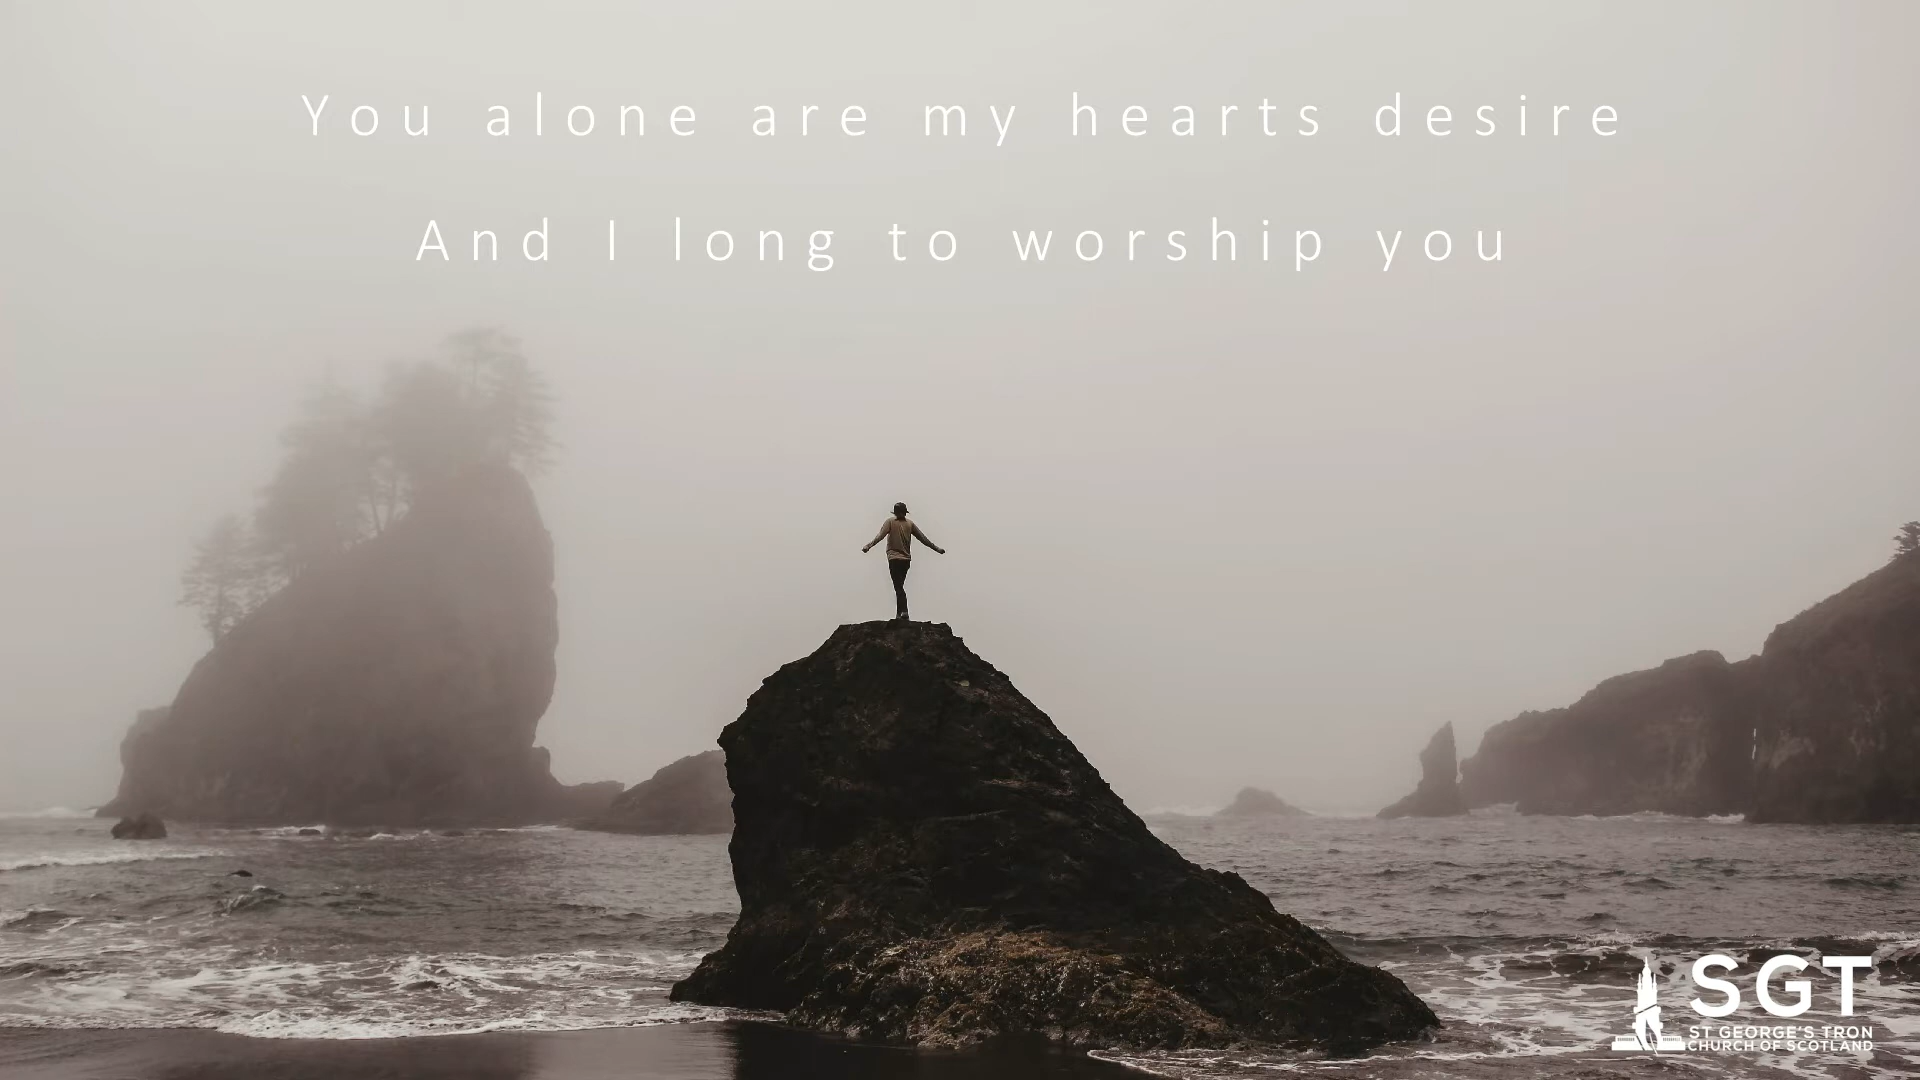 You alone are my hearts desire
And I long to worship you
SGT
ST GEORGE'S TRON
CHURCH OF SCOTLAND